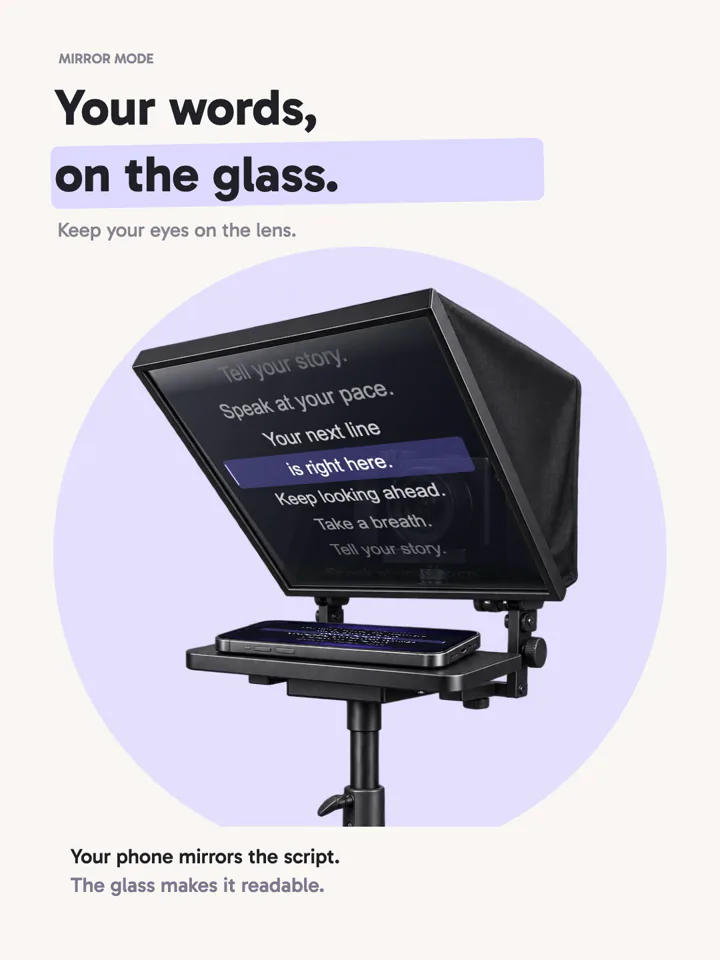 MIRROR MODE
Your words,
on the glass.
Keep your eyes on the lens.
Tell your story.
Speak at your pace.
Your next line
is right here.
Keep looking ahead.
Take a breath.
Tell your story.
Your phone mirrors the script.
The glass makes it readable.